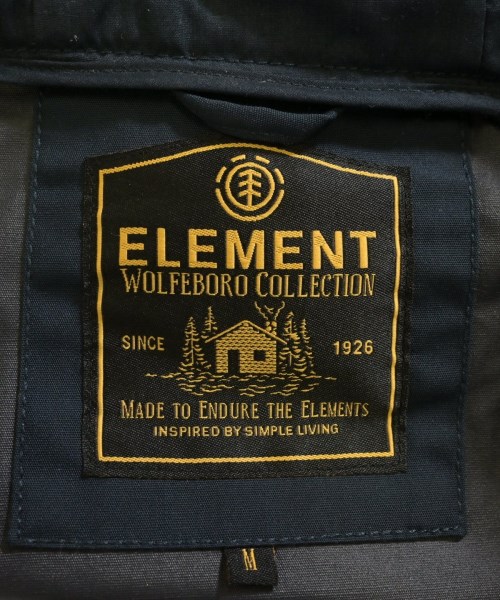 ELEMENT
WOLFEBORO COLLECTION
SINCE 1926
MADE TO ENDURE THE ELEMENTS
INSPIRED BY SIMPLE LIVING
M